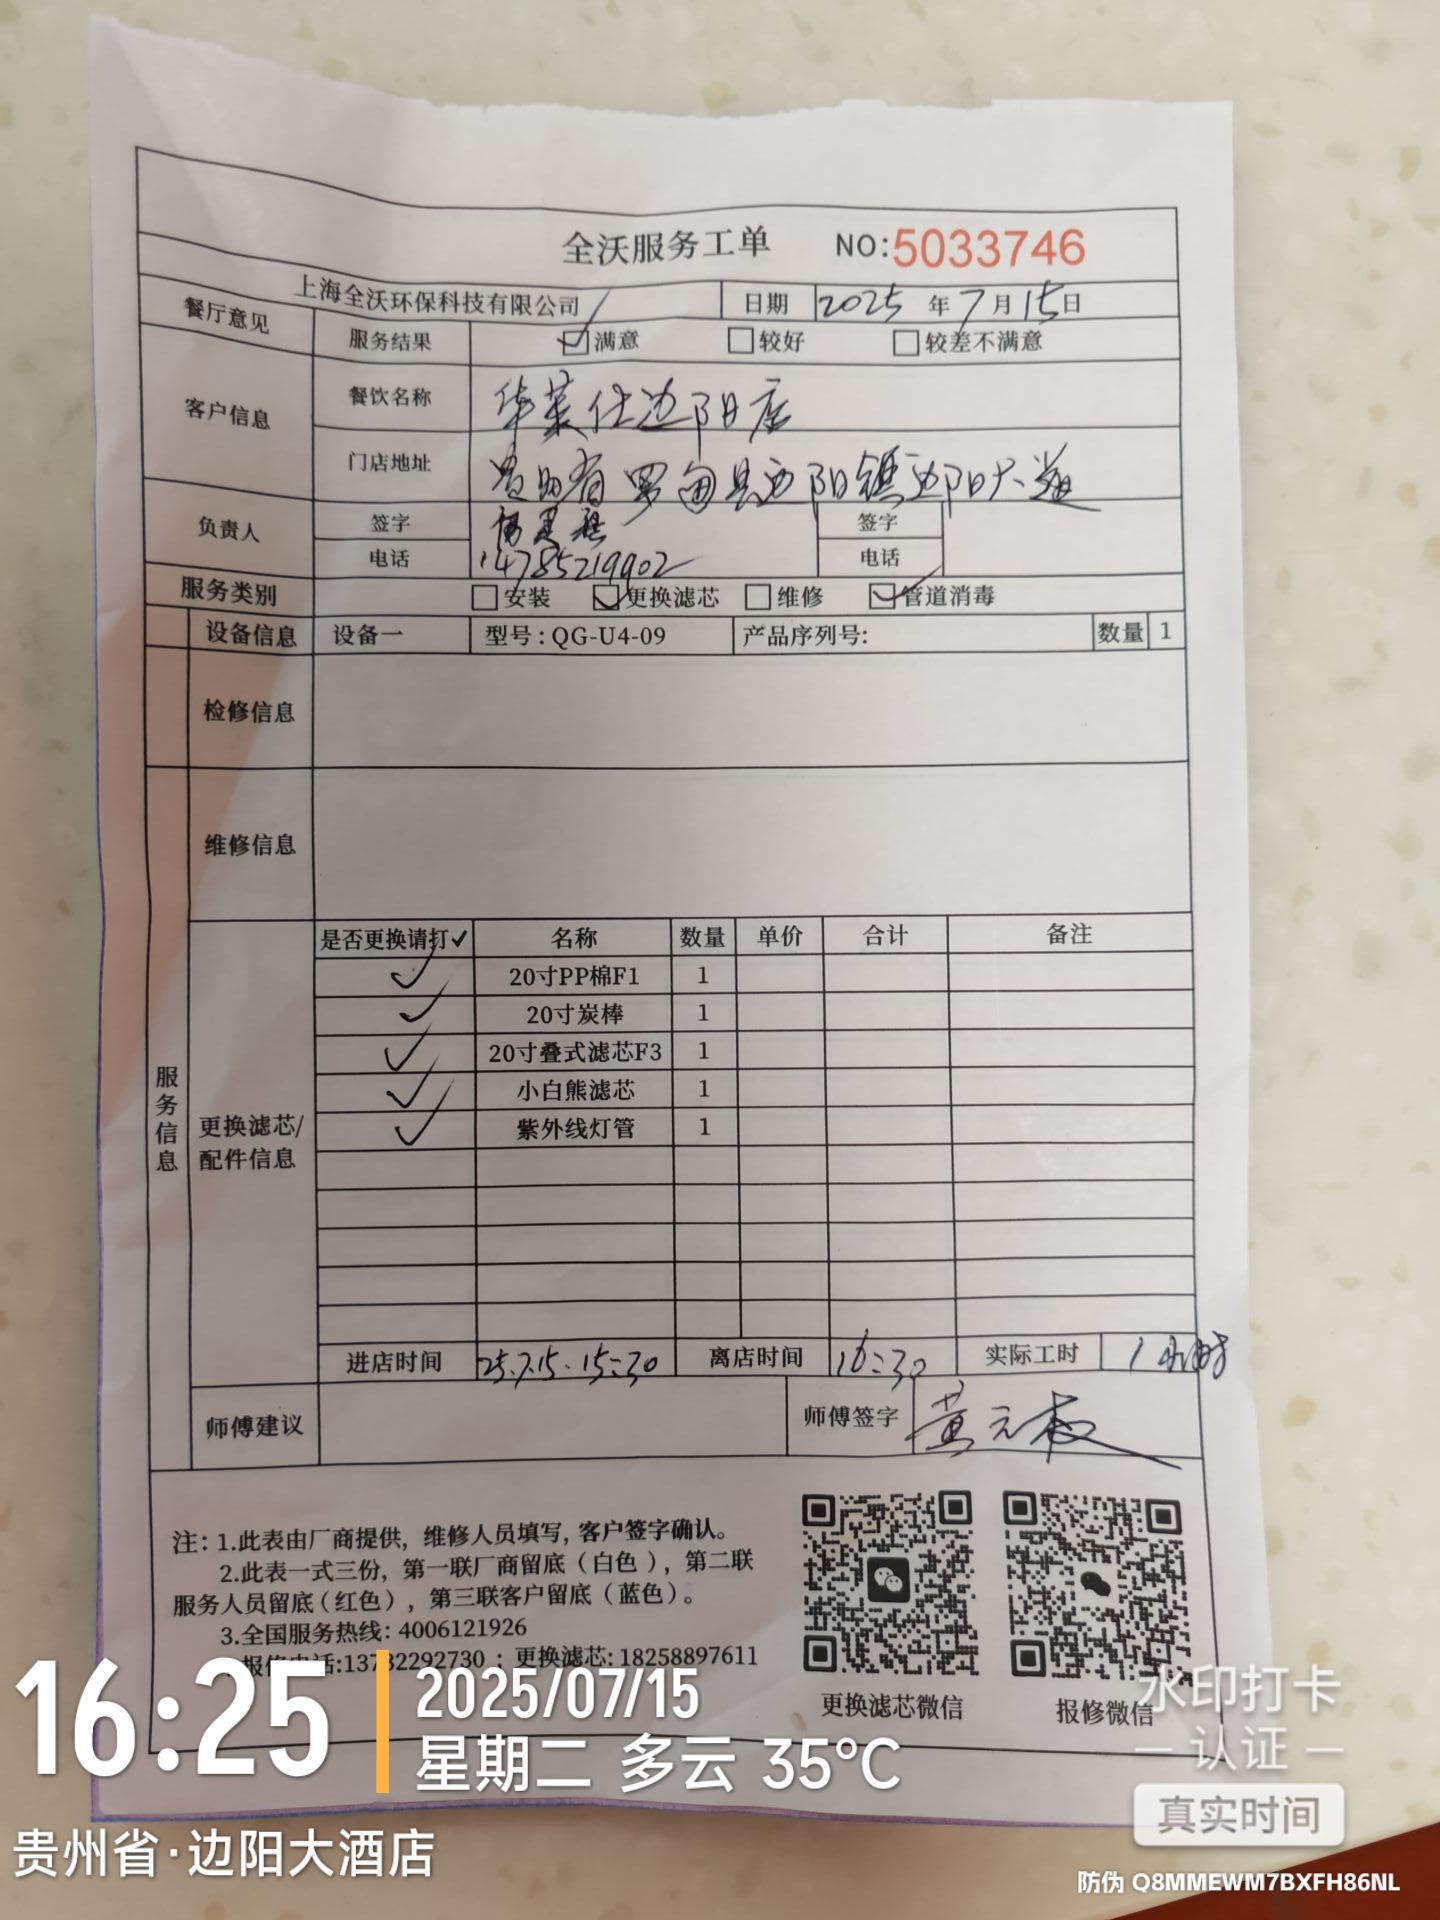 全沃服务工单 NO:5033746
上海全沃环保科技有限公司 日期 2025 年 7 月 15 日
餐厅意见 服务结果 满意 较好 较差不满意
客户信息 餐饮名称 华莱仕边阳店
门店地址 贵州省罗甸县边阳镇边阳大道
负责人 签字 签字
电话 14785219902 电话
服务类别 安装 更换滤芯 维修 管道消毒
设备信息 设备一 型号:QG-U4-09 产品序列号: 数量 1
检修信息
维修信息
服务信息
更换滤芯/配件信息
是否更换请打✓ 名称 数量 单价 合计 备注
✓ 20寸PP棉F1 1
✓ 20寸炭棒 1
✓ 20寸叠式滤芯F3 1
✓ 小白熊滤芯 1
✓ 紫外线灯管 1
进店时间 25.7.15.15:30 离店时间 16:30 实际工时 1小时
师傅建议 师傅签字 黄元
注: 1.此表由厂商提供, 维修人员填写, 客户签字确认。
2.此表一式三份, 第一联厂商留底(白色), 第二联
服务人员留底(红色), 第三联客户留底(蓝色)。
3.全国服务热线: 4006121926
报修电话:13732292730 ; 更换滤芯: 18258897611
更换滤芯微信 报修微信
16:25
2025/07/15
星期二 多云 35°C
贵州省·边阳大酒店
水印打卡
认证
真实时间
防伪 Q8MMEWM7BXFH86NL